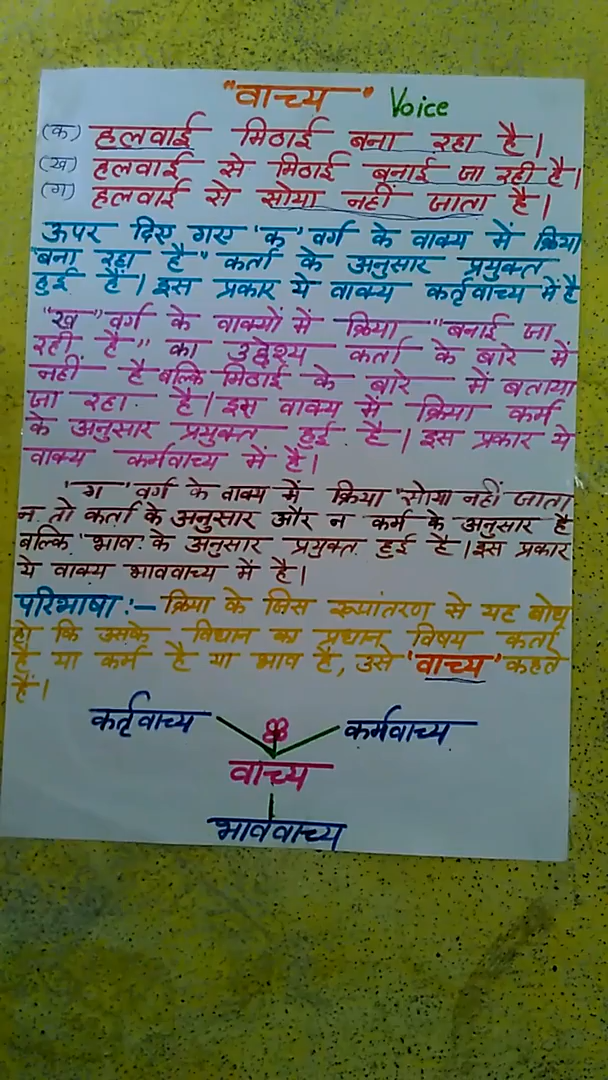 "वाच्य" Voice
(क) हलवाई मिठाई बना रहा है।
(ख) हलवाई से मिठाई बनाई जा रही है।
(ग) हलवाई से सोया नहीं जाता है।
ऊपर दिए गए 'क' वर्ग के वाक्य में क्रिया
"बना रहा है" कर्ता के अनुसार प्रयुक्त
हुई है। इस प्रकार ये वाक्य कर्तृवाच्य में है
"ख" वर्ग के वाक्यों में क्रिया "बनाई जा
रही है" का उद्देश्य कर्ता के बारे में
नहीं है बल्कि मिठाई के बारे में बताया
जा रहा है। इस वाक्य में क्रिया कर्म
के अनुसार प्रयुक्त हुई है। इस प्रकार ये
वाक्य कर्मवाच्य में है।
'ग' वर्ग के वाक्य में क्रिया "सोया नहीं जाता
न तो कर्ता के अनुसार और न कर्म के अनुसार है
बल्कि 'भाव' के अनुसार प्रयुक्त हुई है। इस प्रकार
ये वाक्य भाववाच्य में है।
परिभाषा :- क्रिया के जिस रूपांतरण से यह बोध
हो कि उसके विधान का प्रधान विषय कर्ता
है या कर्म है या भाव है, उसे "वाच्य" कहते
हैं।
कर्तृवाच्य कर्मवाच्य
वाच्य
भाववाच्य